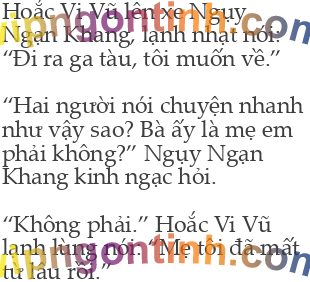 Hoắc Vi Vũ lên xe Ngụy
Ngạn Khang, lạnh nhạt nói:
“Đi ra ga tàu, tôi muốn về.”
“Hai người nói chuyện nhanh
như vậy sao? Bà ấy là mẹ em
phải không?” Ngụy Ngạn
Khang kinh ngạc hỏi.
“Không phải.” Hoắc Vi Vũ
lạnh lùng nói. “Mẹ tôi đã mất
từ lâu rồi.”